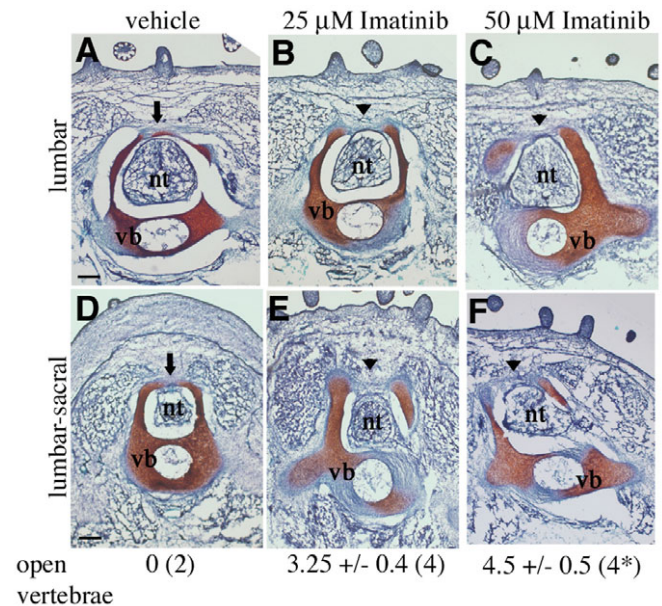 vehicle 25 μM Imatinib 50 μM Imatinib
lumbar
A B C
nt nt nt
vb vb vb
lumbar-sacral
D E F
nt nt nt
vb vb vb
open 0 (2) 3.25 +/- 0.4 (4) 4.5 +/- 0.5 (4*)
vertebrae